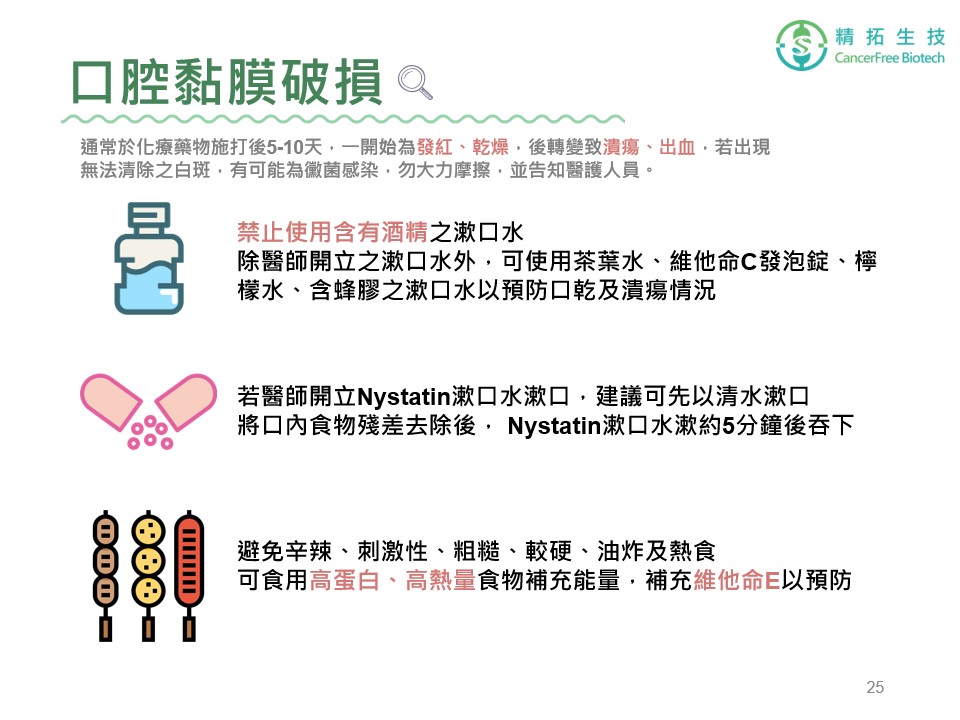 精拓生技
CancerFree Biotech
口腔黏膜破損
通常於化療藥物施打後5-10天，一開始為發紅、乾燥，後轉變致潰瘍、出血，若出現
無法清除之白斑，有可能為黴菌感染，勿大力摩擦，並告知醫護人員。
禁止使用含有酒精之漱口水
除醫師開立之漱口水外，可使用茶葉水、維他命C發泡錠、檸
檬水、含蜂膠之漱口水以預防口乾及潰瘍情況
若醫師開立Nystatin漱口水漱口，建議可先以清水漱口
將口內食物殘差去除後， Nystatin漱口水漱約5分鐘後吞下
避免辛辣、刺激性、粗糙、較硬、油炸及熱食
可食用高蛋白、高熱量食物補充能量，補充維他命E以預防
25